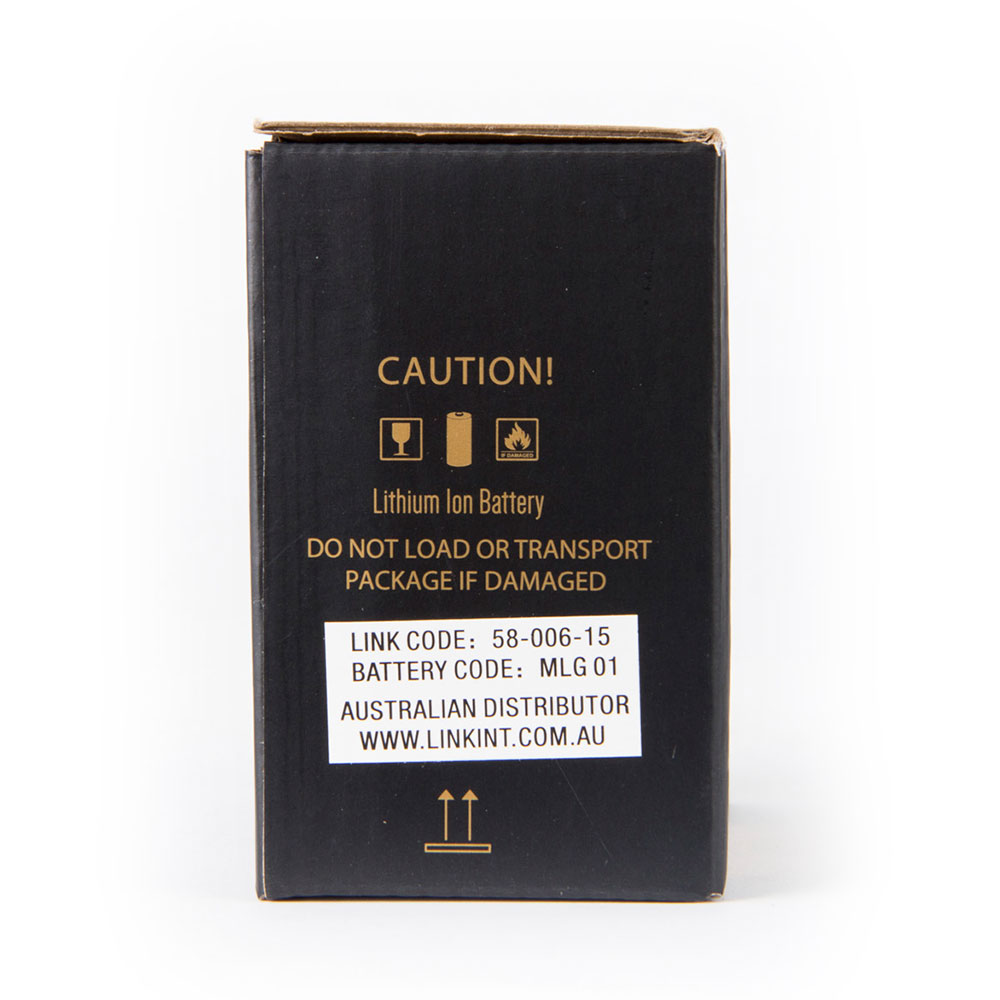 CAUTION!
IF DAMAGED
Lithium Ion Battery
DO NOT LOAD OR TRANSPORT
PACKAGE IF DAMAGED
LINK CODE: 58-006-15
BATTERY CODE: MLG 01
AUSTRALIAN DISTRIBUTOR
WWW.LINKINT.COM.AU